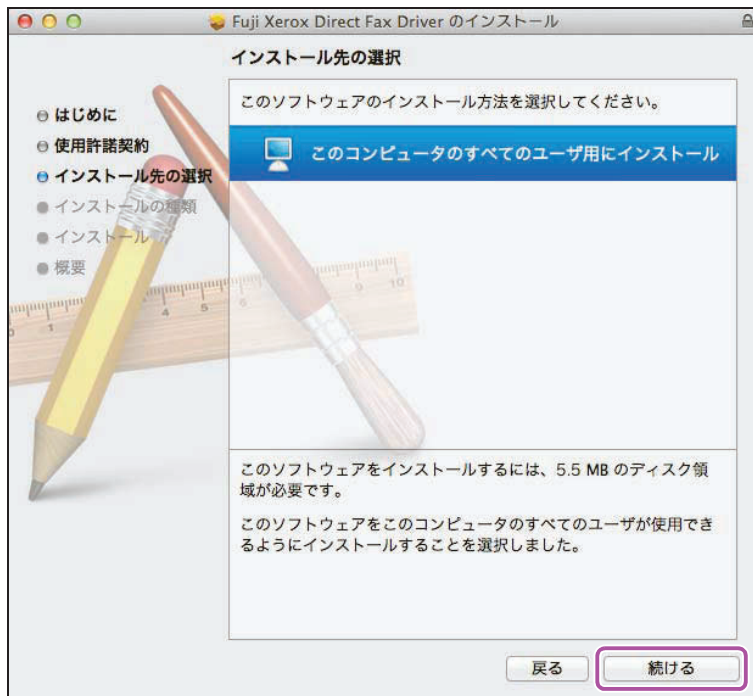 Fuji Xerox Direct Fax Driver のインストール
インストール先の選択
はじめに
使用許諾契約
インストール先の選択
インストールの種類
インストール
概要
このソフトウェアのインストール方法を選択してください。
このコンピュータのすべてのユーザ用にインストール
このソフトウェアをインストールするには、5.5 MB のディスク領
域が必要です。
このソフトウェアをこのコンピュータのすべてのユーザが使用でき
るようにインストールすることを選択しました。
戻る
続ける